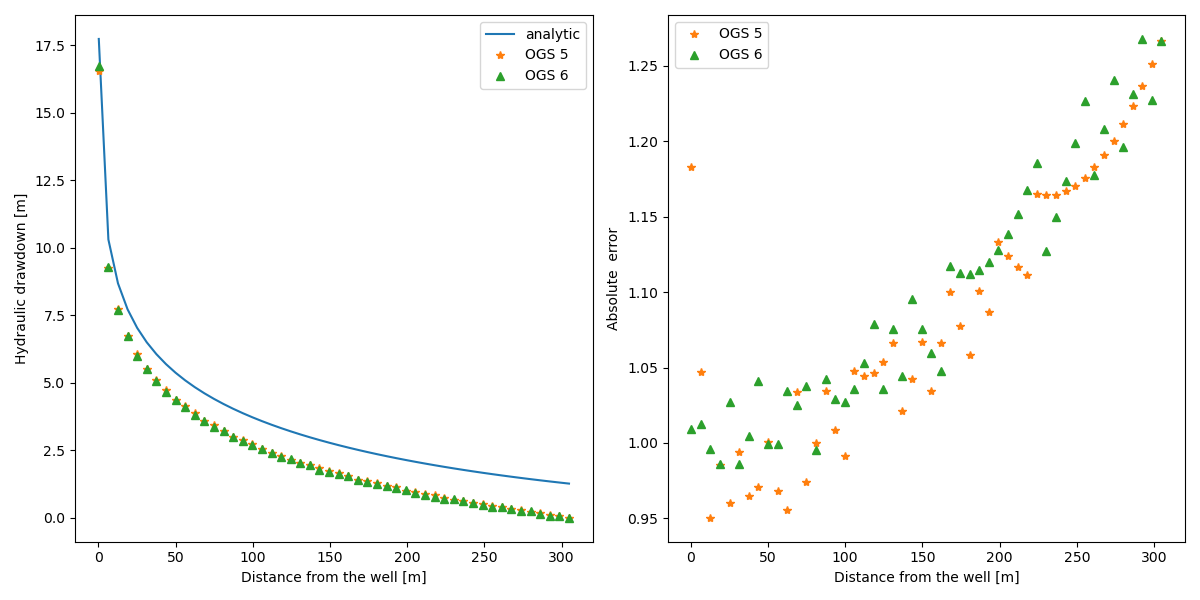 17.5
15.0
12.5
10.0
7.5
5.0
2.5
0.0
Hydraulic drawdown [m]
analytic
OGS 5
OGS 6
0 50 100 150 200 250 300
Distance from the well [m]
1.25
1.20
1.15
1.10
1.05
1.00
0.95
Absolute  error
OGS 5
OGS 6
0 50 100 150 200 250 300
Distance from the well [m]